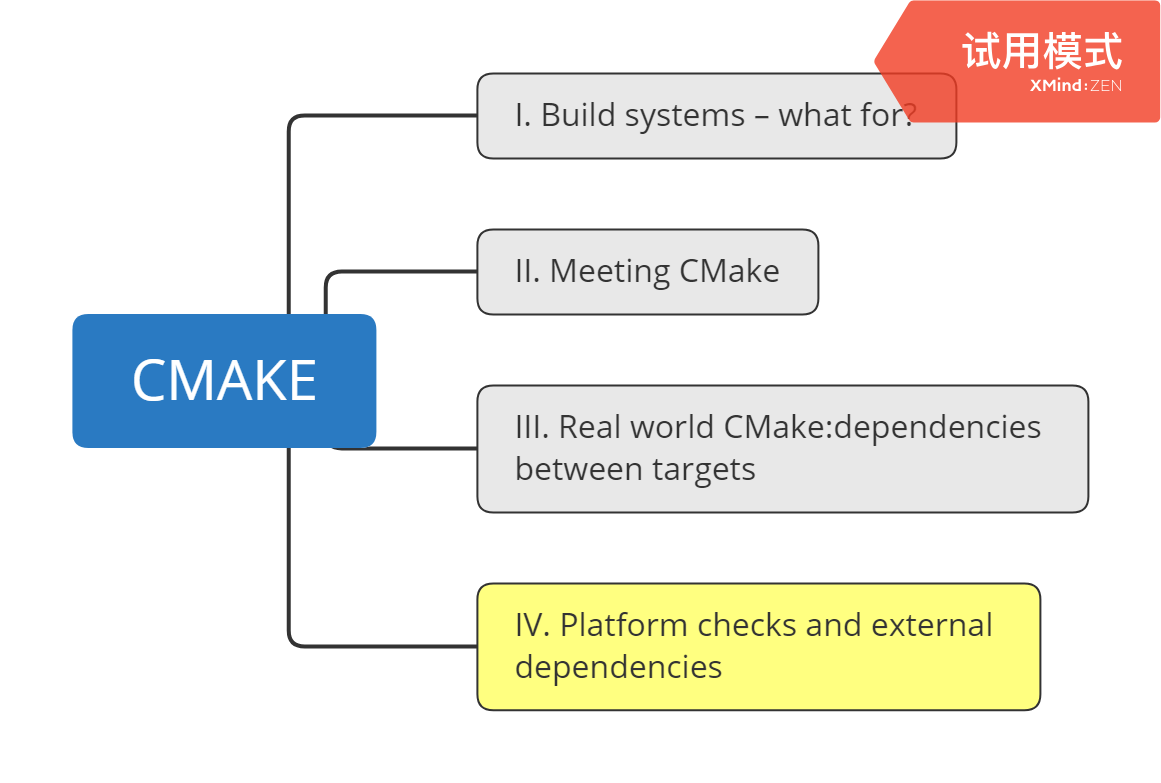 试用模式
XMind:ZEN
I. Build systems – what for?
II. Meeting CMake
CMAKE
III. Real world CMake:dependencies
between targets
IV. Platform checks and external
dependencies